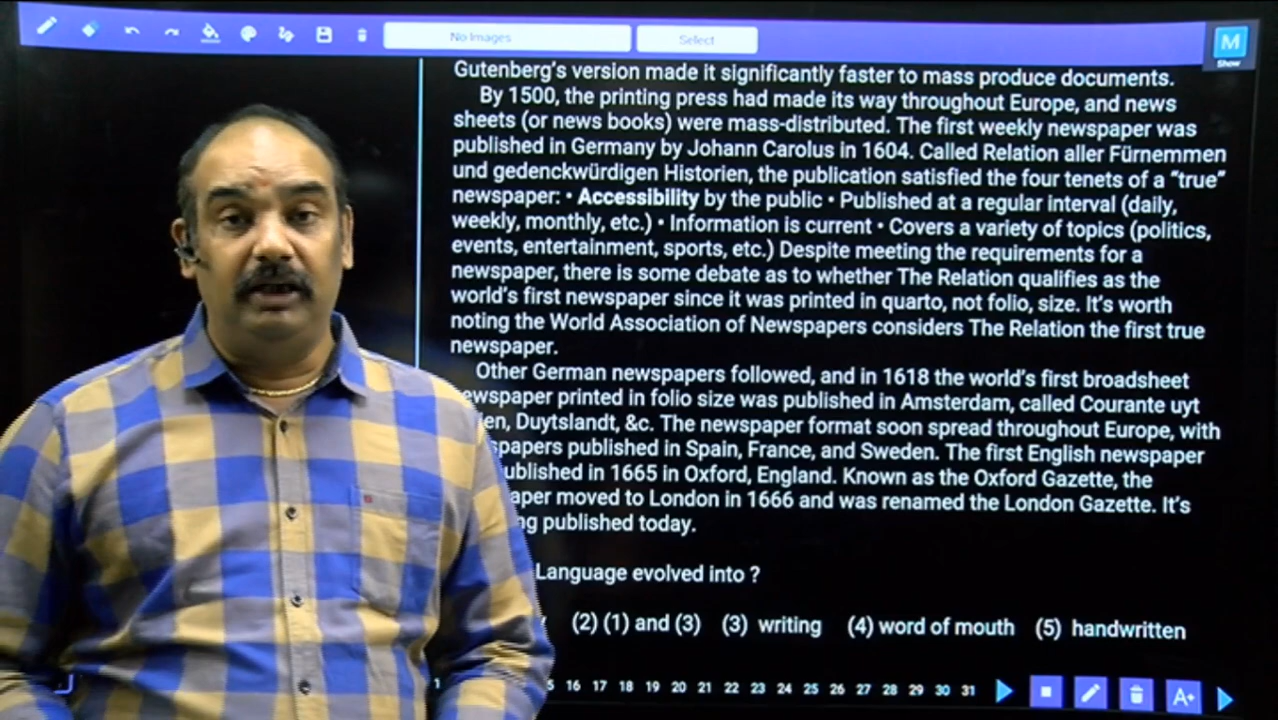 No Images
Select
M
Show
Gutenberg's version made it significantly faster to mass produce documents.
By 1500, the printing press had made its way throughout Europe, and news
sheets (or news books) were mass-distributed. The first weekly newspaper was
published in Germany by Johann Carolus in 1604. Called Relation aller Fürnemmen
und gedenckwürdigen Historien, the publication satisfied the four tenets of a “true”
newspaper: • Accessibility by the public • Published at a regular interval (daily,
weekly, monthly, etc.) • Information is current • Covers a variety of topics (politics,
events, entertainment, sports, etc.) Despite meeting the requirements for a
newspaper, there is some debate as to whether The Relation qualifies as the
world's first newspaper since it was printed in quarto, not folio, size. It's worth
noting the World Association of Newspapers considers The Relation the first true
newspaper.
Other German newspapers followed, and in 1618 the world's first broadsheet
ewspaper printed in folio size was published in Amsterdam, called Courante uyt
en, Duytslandt, &c. The newspaper format soon spread throughout Europe, with
spapers published in Spain, France, and Sweden. The first English newspaper
ublished in 1665 in Oxford, England. Known as the Oxford Gazette, the
aper moved to London in 1666 and was renamed the London Gazette. It's
ng published today.
Language evolved into ?
(2) (1) and (3) (3) writing (4) word of mouth (5) handwritten
1 5 16 17 18 19 20 21 22 23 24 25 26 27 28 29 30 31
A+